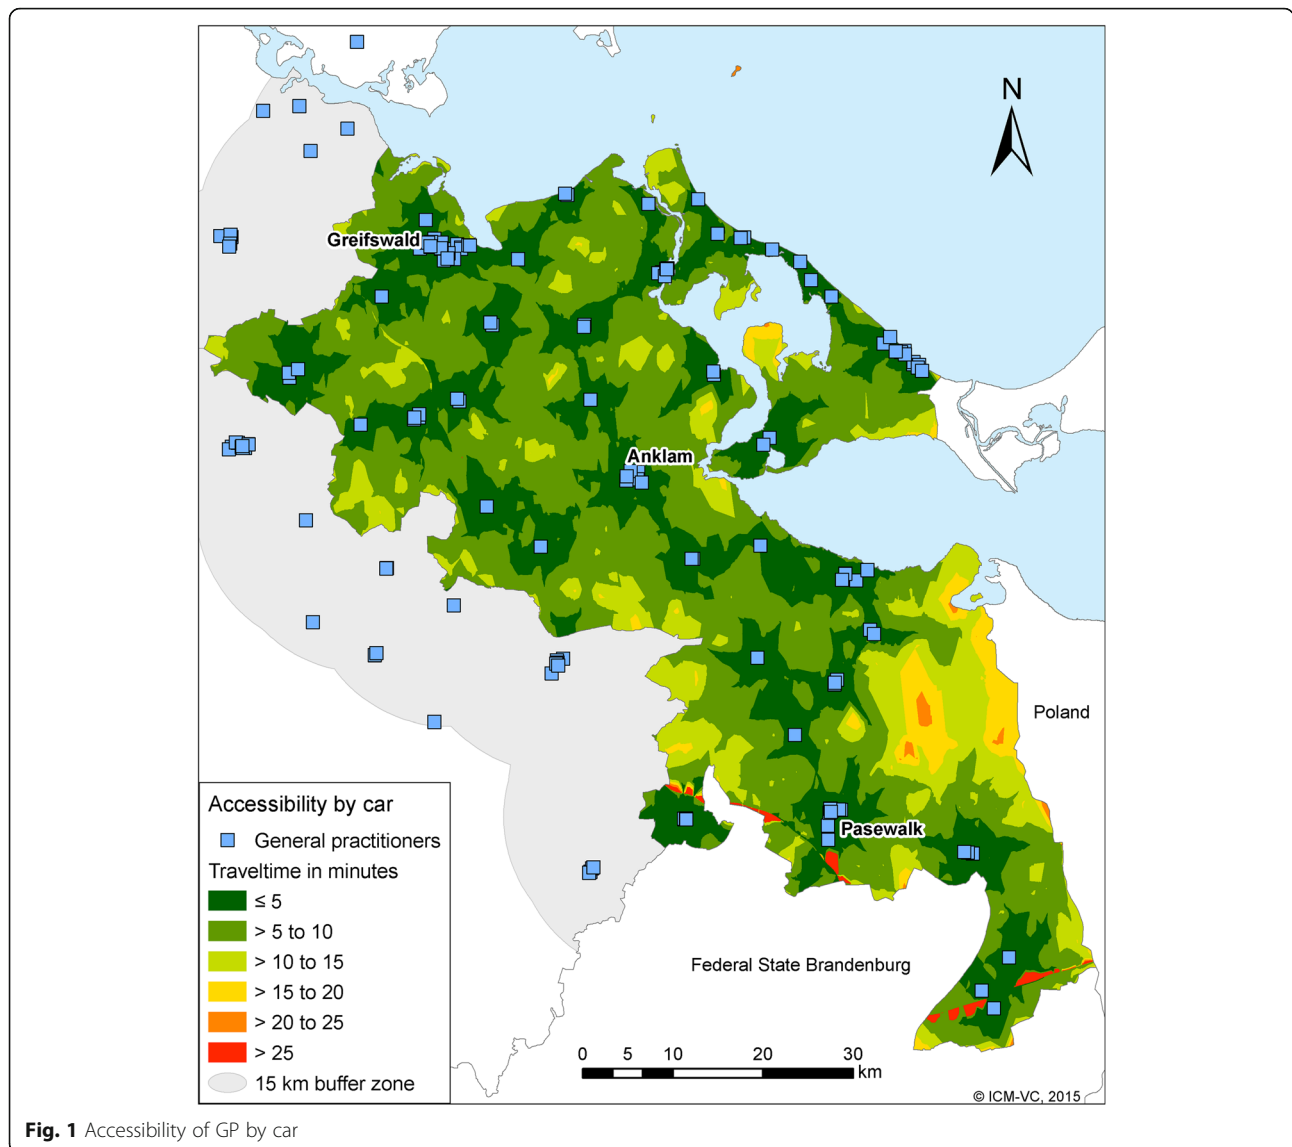 N
Greifswald
Anklam
Poland
Pasewalk
Federal State Brandenburg
Accessibility by car
General practitioners
Traveltime in minutes
≤ 5
> 5 to 10
> 10 to 15
> 15 to 20
> 20 to 25
> 25
15 km buffer zone
0 5 10 20 30
km
© ICM-VC, 2015
Fig. 1 Accessibility of GP by car